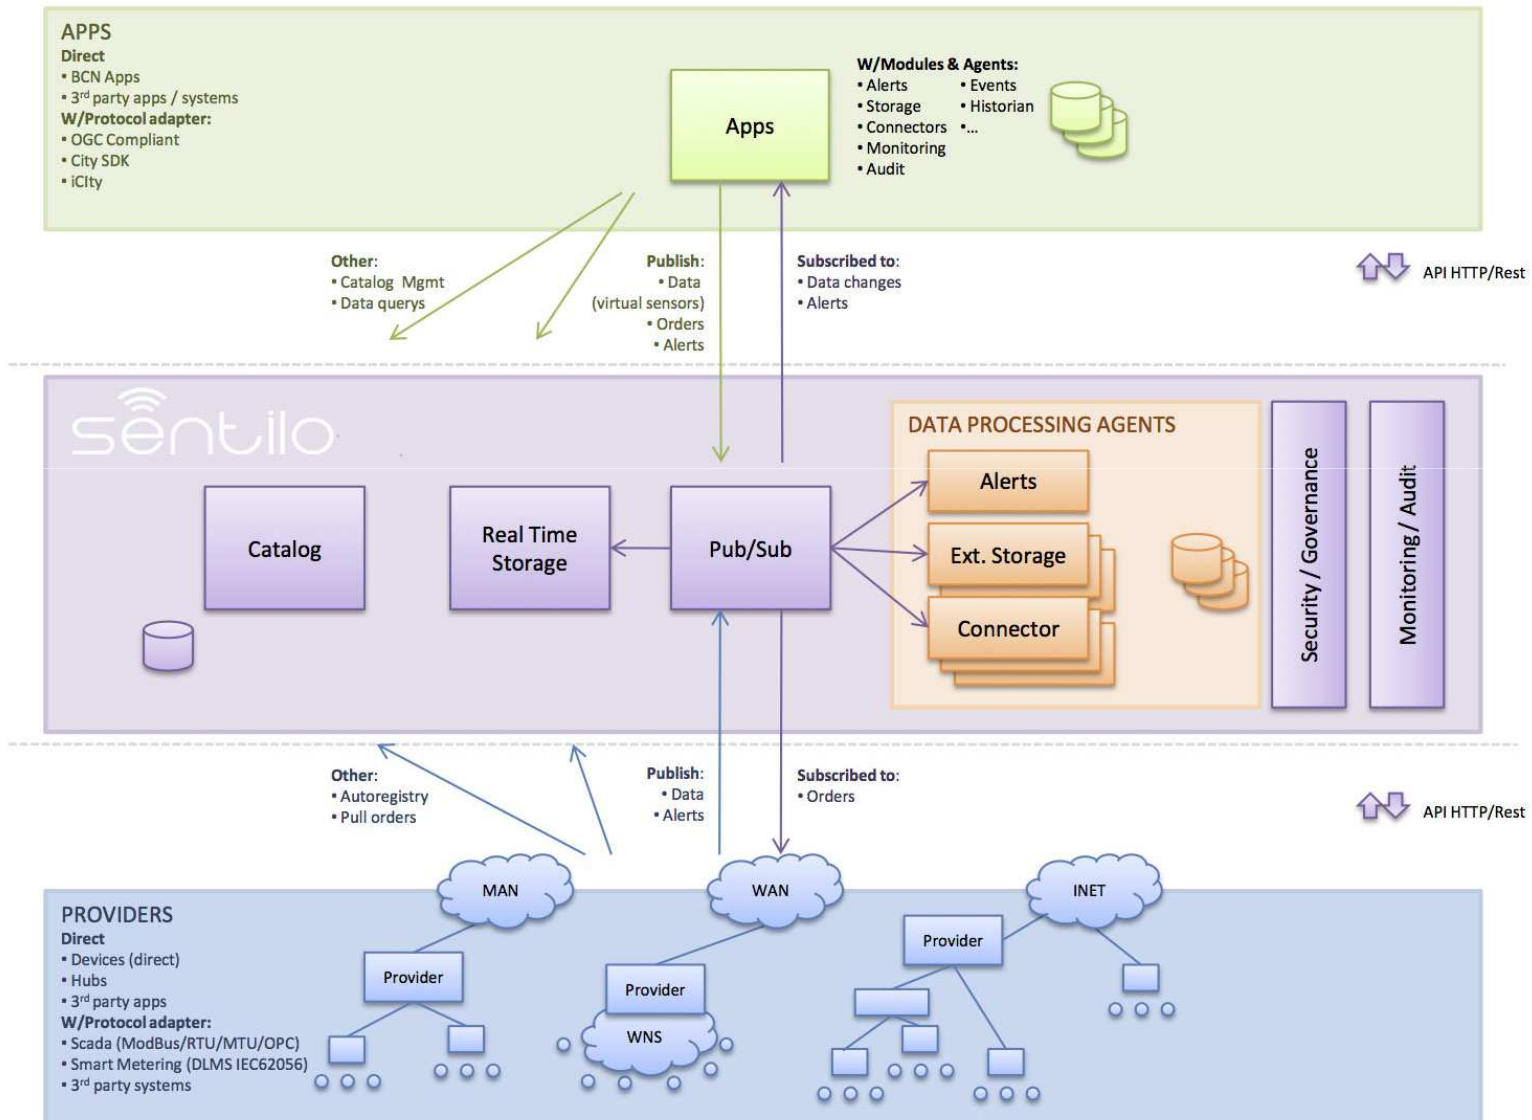 APPS
Direct
• BCN Apps
• 3rd party apps / systems
W/Protocol adapter:
• OGC Compliant
• City SDK
• iCIty
Apps
W/Modules & Agents:
• Alerts
• Storage
• Connectors
• Monitoring
• Audit
• Events
• Historian
•...
Other:
• Catalog Mgmt
• Data querys
Publish:
• Data
(virtual sensors)
• Orders
• Alerts
Subscribed to:
• Data changes
• Alerts
API HTTP/Rest
sentilo
Catalog
Real Time
Storage
Pub/Sub
DATA PROCESSING AGENTS
Alerts
Ext. Storage
Connector
Security / Governance
Monitoring / Audit
Other:
• Autoregistry
• Pull orders
Publish:
• Data
• Alerts
Subscribed to:
• Orders
API HTTP/Rest
MAN
WAN
INET
PROVIDERS
Direct
• Devices (direct)
• Hubs
• 3rd party apps
W/Protocol adapter:
• Scada (ModBus/RTU/MTU/OPC)
• Smart Metering (DLMS IEC62056)
• 3rd party systems
Provider
Provider
WNS
Provider